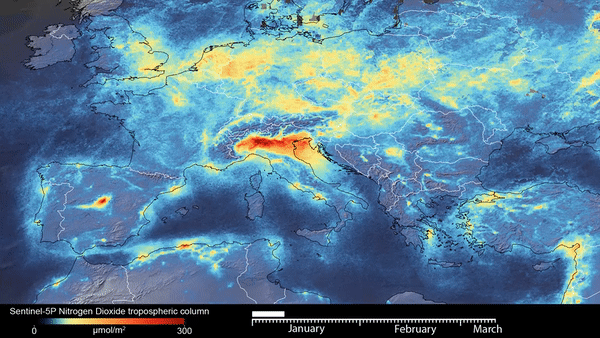 Sentinel-5P Nitrogen Dioxide tropospheric column
0 μmol/m² 300
January February March